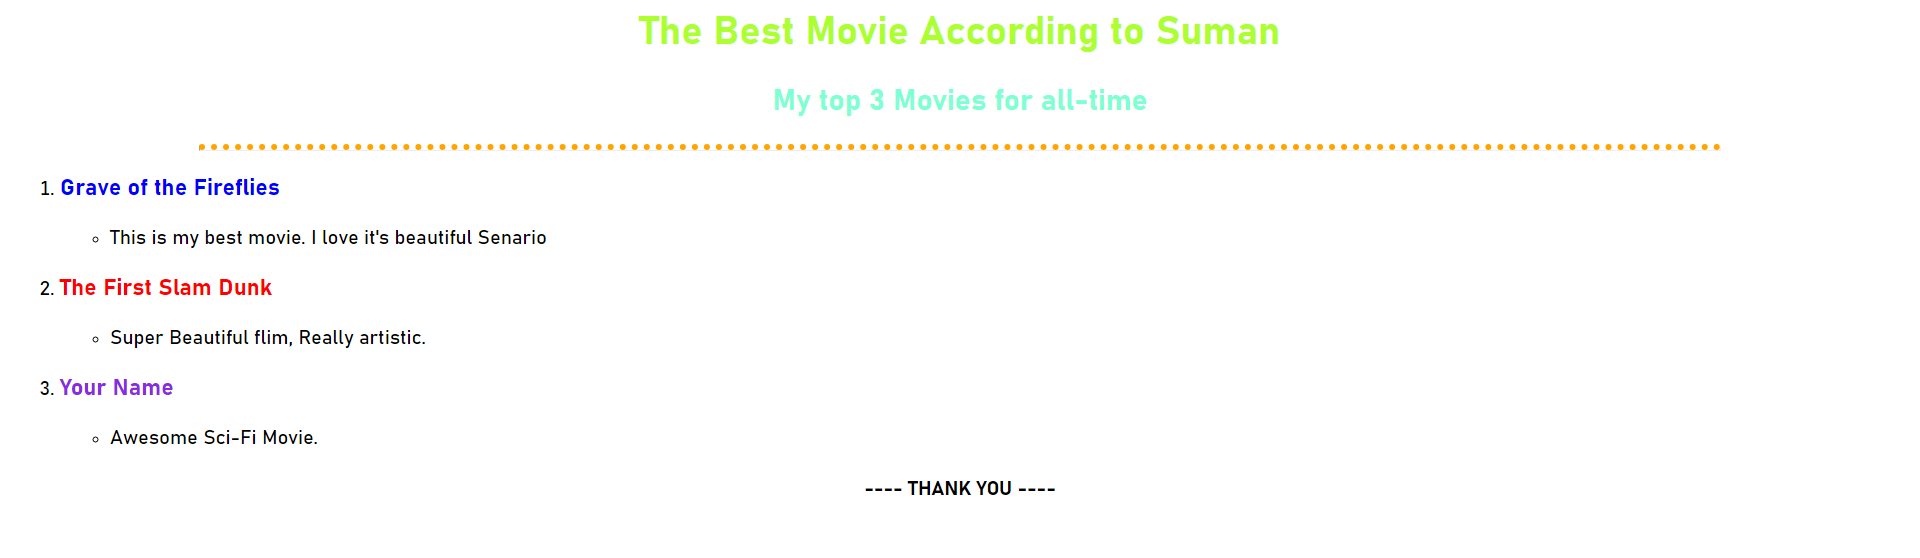 The Best Movie According to Suman
My top 3 Movies for all-time
1. Grave of the Fireflies
This is my best movie. I love it's beautiful Senario
2. The First Slam Dunk
Super Beautiful flim, Really artistic.
3. Your Name
Awesome Sci-Fi Movie.
---- THANK YOU ----